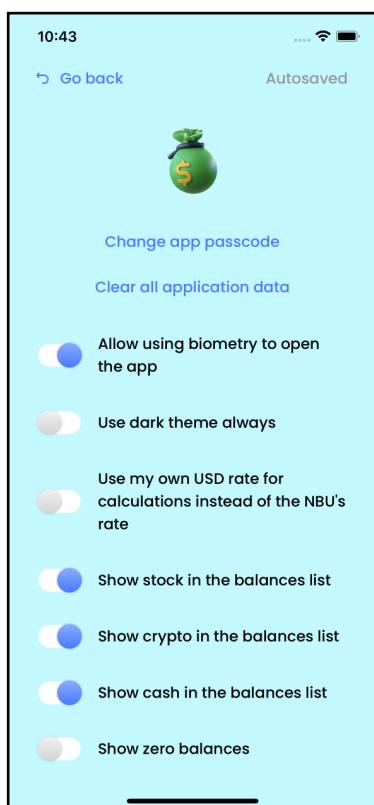 10:43
Go back
Autosaved
$
Change app passcode
Clear all application data
Allow using biometry to open
the app
Use dark theme always
Use my own USD rate for
calculations instead of the NBU's
rate
Show stock in the balances list
Show crypto in the balances list
Show cash in the balances list
Show zero balances